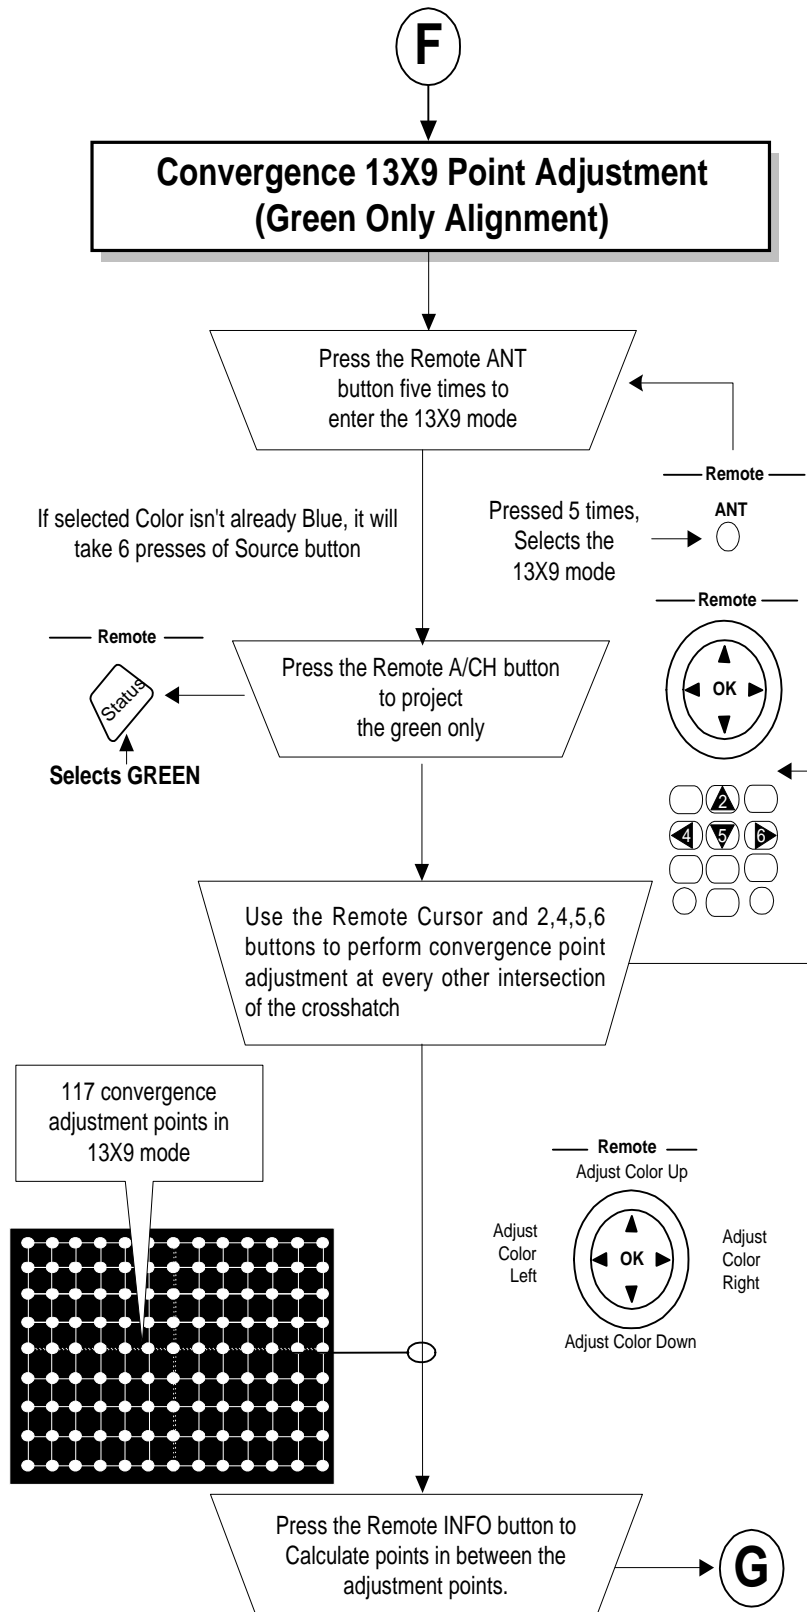 F
Convergence 13X9 Point Adjustment
(Green Only Alignment)
Press the Remote ANT
button five times to
enter the 13X9 mode
Remote
ANT
Pressed 5 times,
Selects the
13X9 mode
If selected Color isn't already Blue, it will
take 6 presses of Source button
Remote
OK
2
4
5
6
Remote
Status
Selects GREEN
Press the Remote A/CH button
to project
the green only
Use the Remote Cursor and 2,4,5,6
buttons to perform convergence point
adjustment at every other intersection
of the crosshatch
117 convergence
adjustment points in
13X9 mode
Remote
Adjust Color Up
Adjust
Color
Left
OK
Adjust
Color
Right
Adjust Color Down
Press the Remote INFO button to
Calculate points in between the
adjustment points.
G